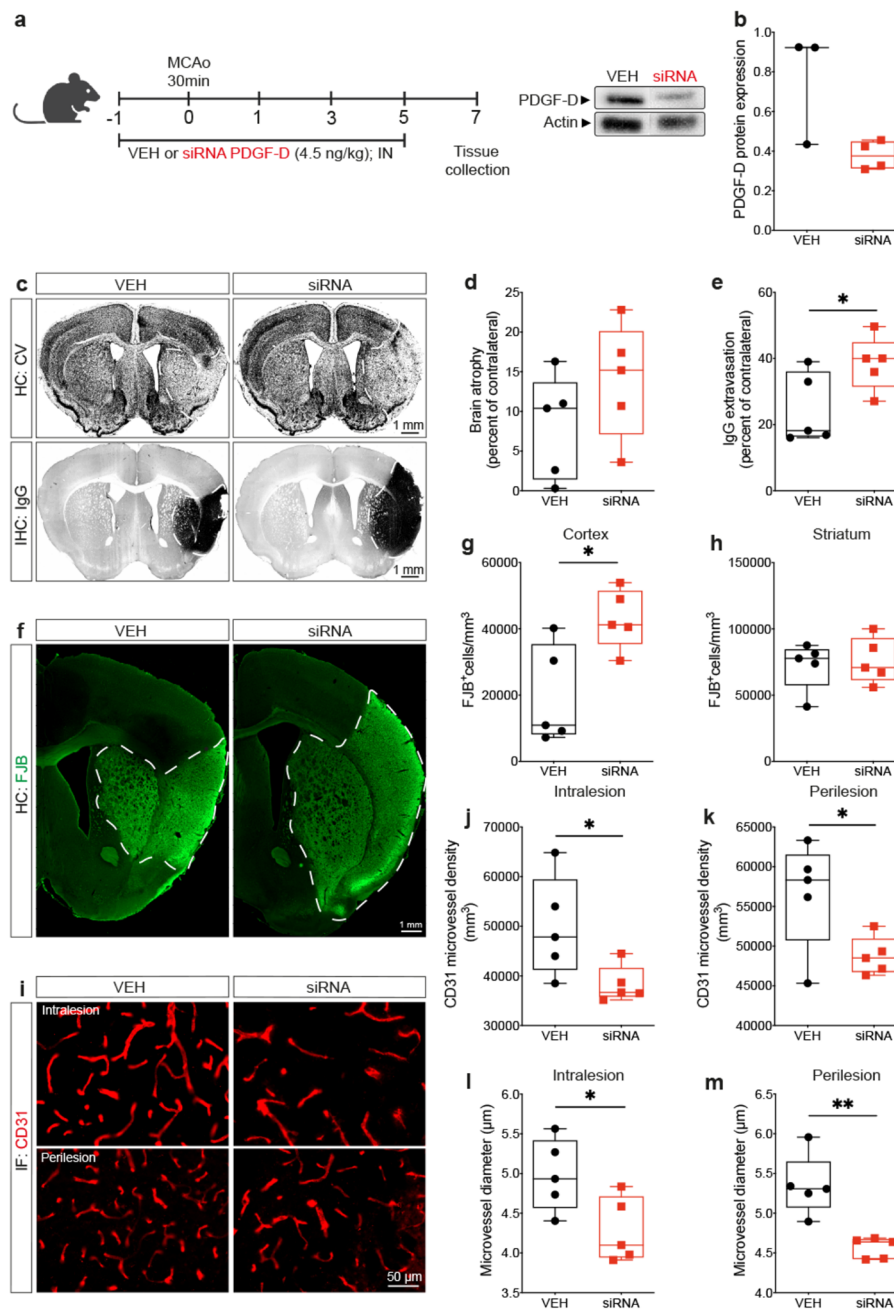 a
MCAo
30min
-1 0 1 3 5 7
VEH or siRNA PDGF-D (4.5 ng/kg); IN
Tissue
collection
VEH siRNA
PDGF-D
Actin
b
PDGF-D protein expression
1.0
0.8
0.6
0.4
0.2
0.0
VEH siRNA
c
VEH siRNA
HC: CV
1 mm
1 mm
IHC: IgG
d
Brain atrophy
(percent of contralateral)
25
20
15
10
5
0
VEH siRNA
e
IgG extravasation
(percent of contralateral)
60
40
20
0
*
VEH siRNA
f
VEH siRNA
HC: FJB
1 mm
g
Cortex
FJB+cells/mm³
60000
40000
20000
0
*
VEH siRNA
h
Striatum
FJB+cells/mm³
150000
100000
50000
0
VEH siRNA
i
VEH siRNA
Intralesion
Perilesion
IF: CD31
50 µm
j
Intralesion
CD31 microvessel density
(mm³)
70000
60000
50000
40000
30000
*
VEH siRNA
k
Perilesion
CD31 microvessel density
(mm³)
65000
60000
55000
50000
45000
40000
*
VEH siRNA
l
Intralesion
Microvessel diameter (µm)
6.0
5.5
5.0
4.5
4.0
3.5
*
VEH siRNA
m
Perilesion
Microvessel diameter (µm)
6.5
6.0
5.5
5.0
4.5
4.0
**
VEH siRNA